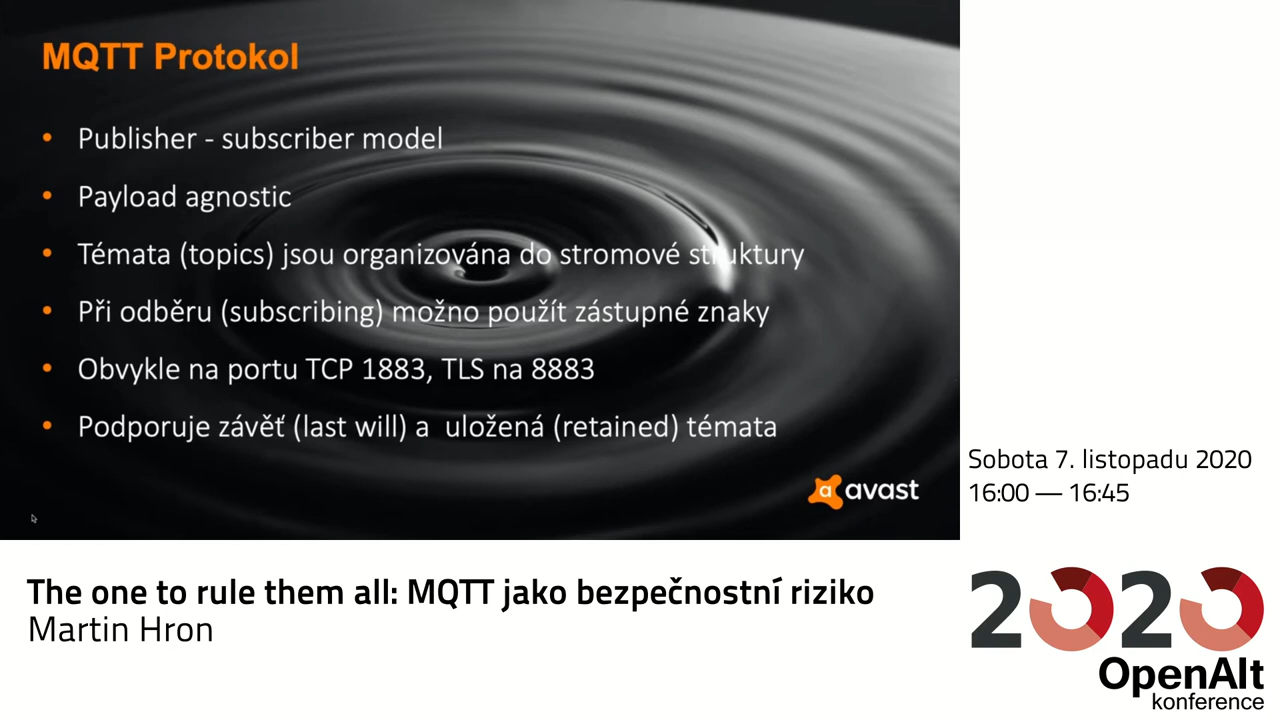 MQTT Protokol
• Publisher - subscriber model
• Payload agnostic
• Témata (topics) jsou organizována do stromové struktury
• Při odběru (subscribing) možno použít zástupné znaky
• Obvykle na portu TCP 1883, TLS na 8883
• Podporuje závěť (last will) a uložená (retained) témata
avast
Sobota 7. listopadu 2020
16:00 — 16:45
The one to rule them all: MQTT jako bezpečnostní riziko
Martin Hron
2020
OpenAlt
konference